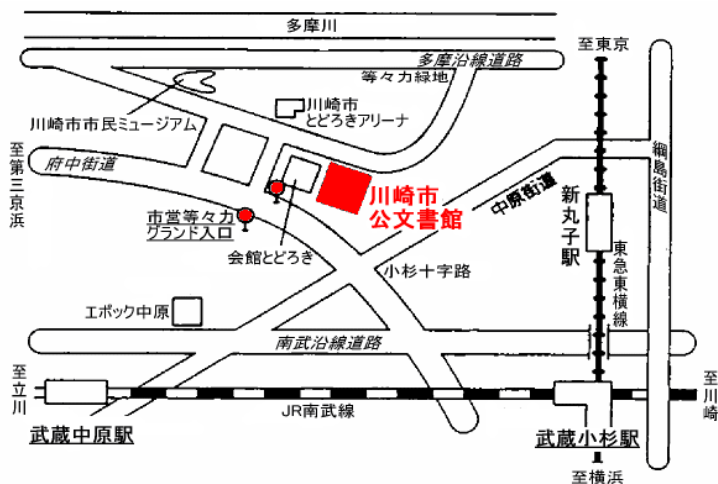 多摩川
至東京
多摩沿線道路
等々力緑地
川崎市
とどろきアリーナ
川崎市市民ミュージアム
綱島街道
至第三京浜
府中街道
川崎市
公文書館
中原街道
新丸子駅
市営等々力
グランド入口
会館とどろき
小杉十字路
東急東横線
エポック中原
南武沿線道路
至立川
至川崎
JR南武線
武蔵中原駅
武蔵小杉駅
至横浜